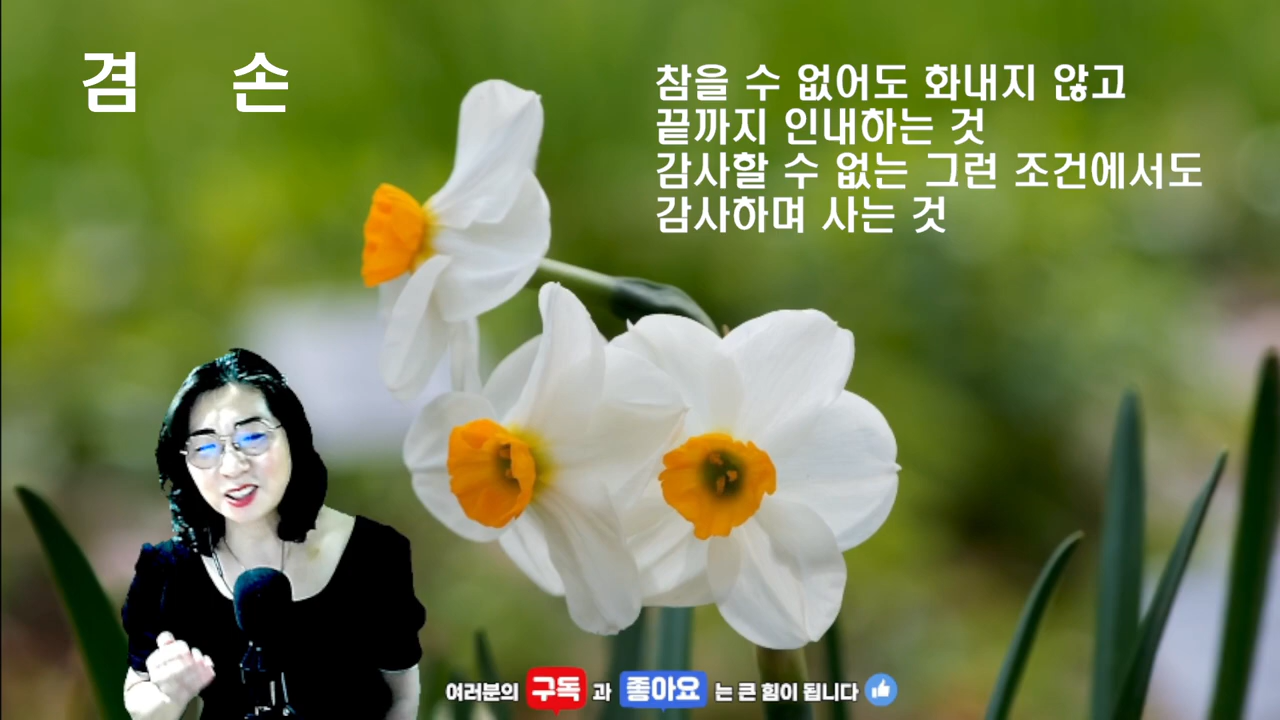 겸 손
참을 수 없어도 화내지 않고
끝까지 인내하는 것
감사할 수 없는 그런 조건에서도
감사하며 사는 것
여러분의 구독 과 좋아요 는 큰 힘이 됩니다